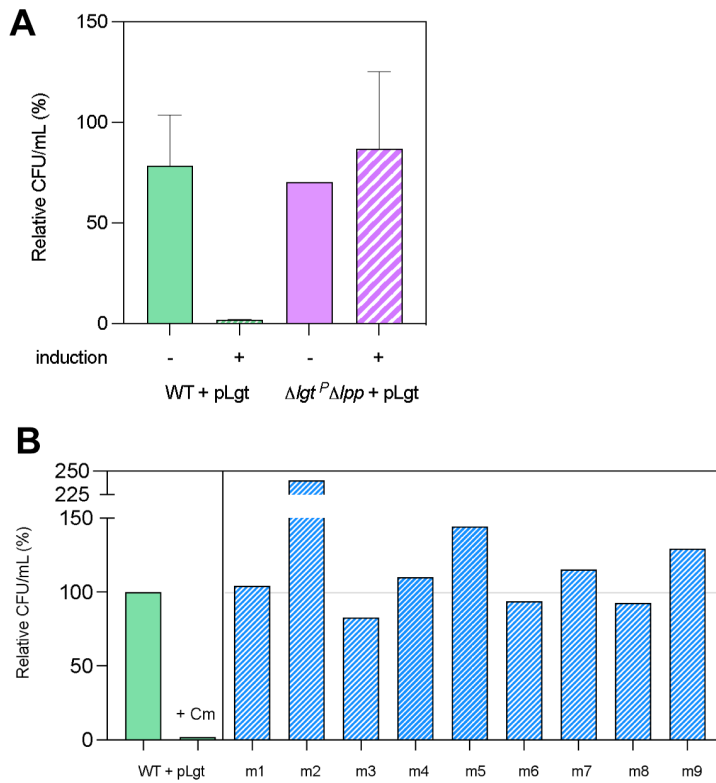 A
Relative CFU/mL (%)
150
100
50
0
induction
- + - +
WT + pLgt
Δlgt ᴾΔlpp + pLgt
B
Relative CFU/mL (%)
250
225
150
100
50
0
+ Cm
WT + pLgt
m1 m2 m3 m4 m5 m6 m7 m8 m9